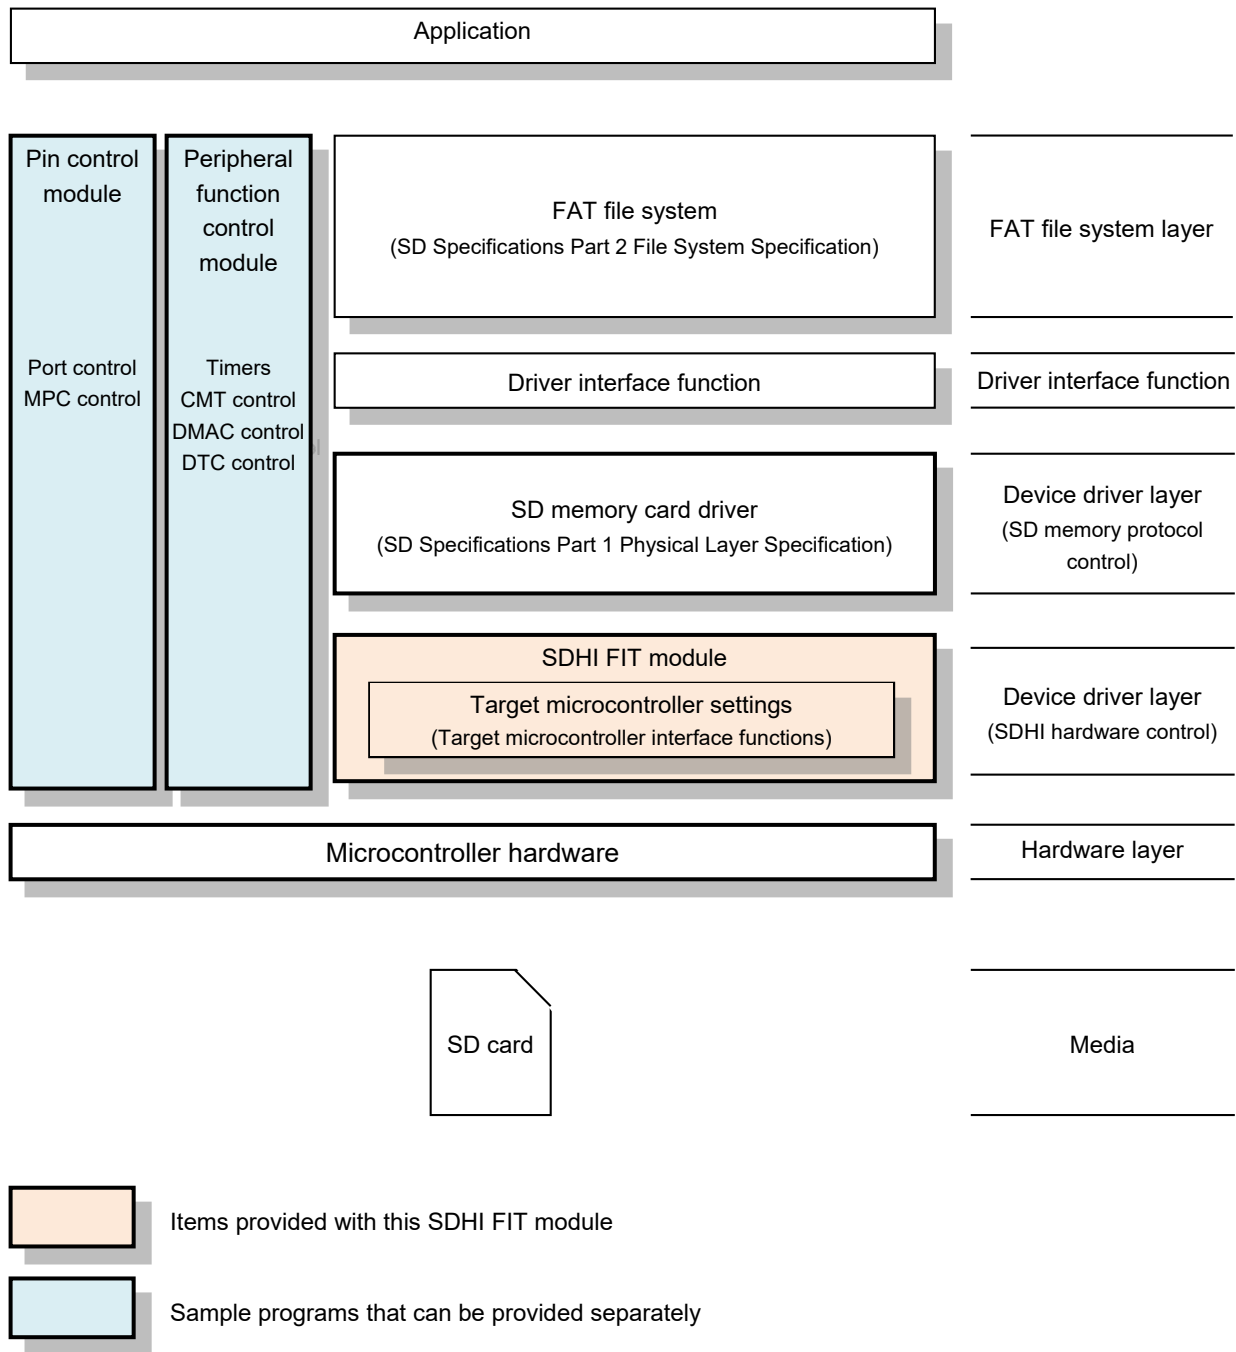 Application
Pin control
module
Port control
MPC control
Peripheral
function
control
module
Timers
CMT control
DMAC control
DTC control
FAT file system
(SD Specifications Part 2 File System Specification)
FAT file system layer
Driver interface function
Driver interface function
SD memory card driver
(SD Specifications Part 1 Physical Layer Specification)
Device driver layer
(SD memory protocol
control)
SDHI FIT module
Target microcontroller settings
(Target microcontroller interface functions)
Device driver layer
(SDHI hardware control)
Microcontroller hardware
Hardware layer
SD card
Media
Items provided with this SDHI FIT module
Sample programs that can be provided separately